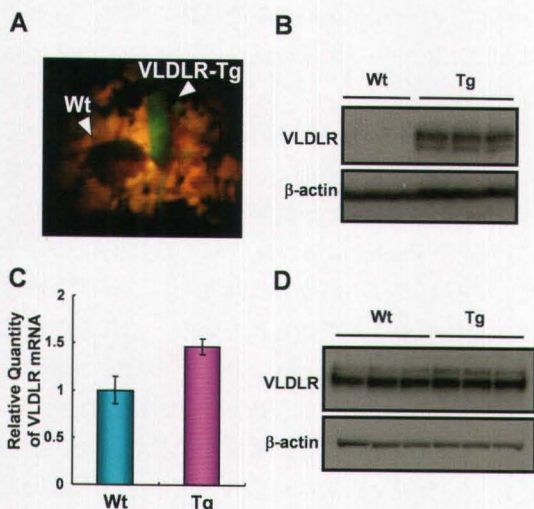 A
VLDLR-Tg
Wt
B
Wt
Tg
VLDLR
β-actin
C
Relative Quantity
of VLDLR mRNA
2
1.5
1
0.5
0
Wt
Tg
D
Wt
Tg
VLDLR
β-actin